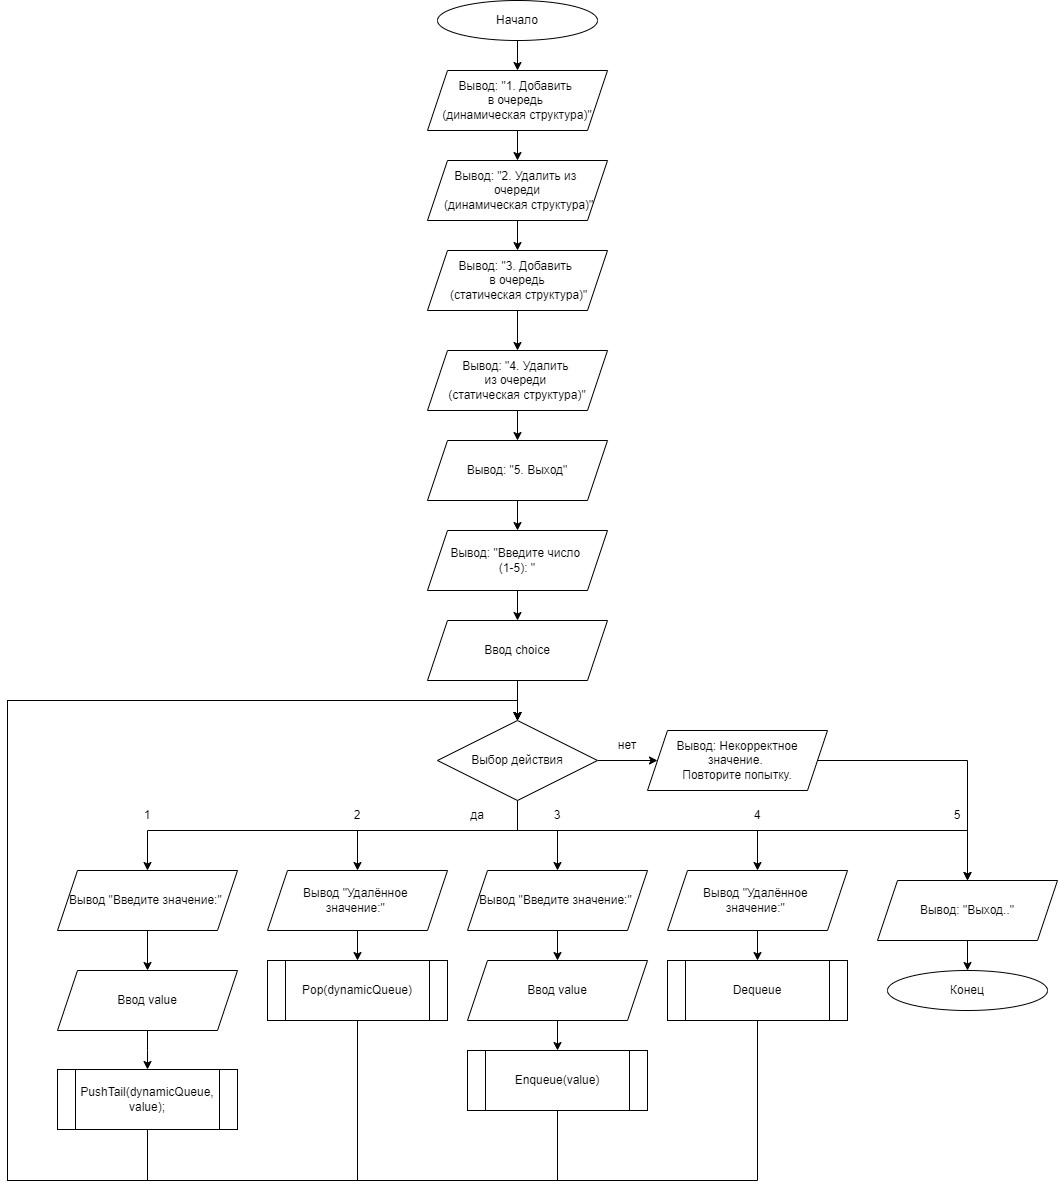 Начало
Вывод: "1. Добавить
в очередь
(динамическая структура)"
Вывод: "2. Удалить из
очереди
(динамическая структура)"
Вывод: "3. Добавить
в очередь
(статическая структура)"
Вывод: "4. Удалить
из очереди
(статическая структура)"
Вывод: "5. Выход"
Вывод: "Введите число
(1-5): "
Ввод choice
Выбор действия
нет
Вывод: Некорректное
значение.
Повторите попытку.
1
2
да
3
4
5
Вывод "Введите значение:"
Вывод "Удалённое
значение:"
Вывод "Введите значение:"
Вывод "Удалённое
значение:"
Вывод: "Выход.."
Ввод value
Pop(dynamicQueue)
Ввод value
Dequeue
Конец
PushTail(dynamicQueue,
value);
Enqueue(value)